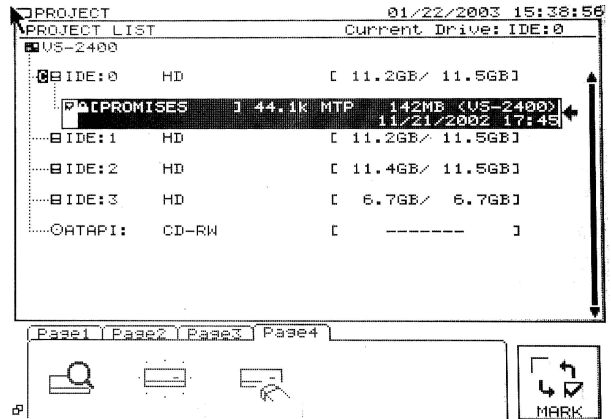 PROJECT 01/22/2003 15:38:56
PROJECT LIST Current Drive: IDE:0
VS-2400
C IDE:0 HD [ 11.2GB/ 11.5GB]
[PROMISES ] 44.1k MTP 142MB (VS-2400)
11/21/2002 17:45
IDE:1 HD [ 11.2GB/ 11.5GB]
IDE:2 HD [ 11.4GB/ 11.5GB]
IDE:3 HD [ 6.7GB/ 6.7GB]
ATAPI: CD-RW [ ------- ]
Page1 Page2 Page3 Page4
MARK